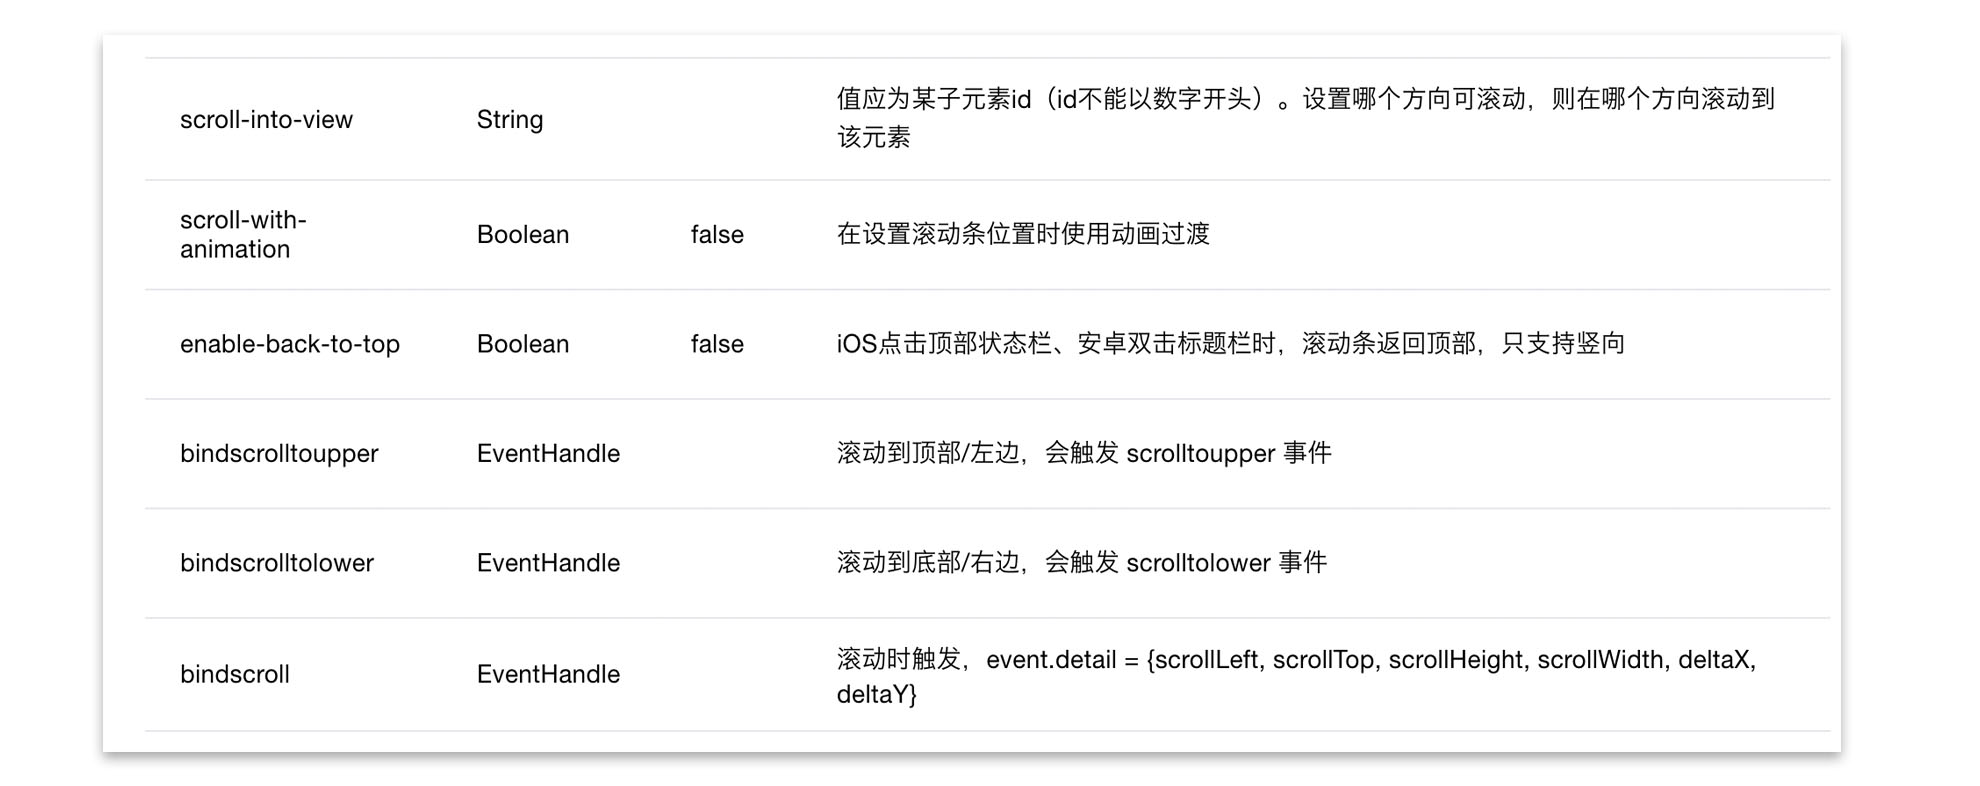 scroll-into-view String 值应为某子元素id（id不能以数字开头）。设置哪个方向可滚动，则在哪个方向滚动到
该元素
scroll-with-
animation Boolean false 在设置滚动条位置时使用动画过渡
enable-back-to-top Boolean false iOS点击顶部状态栏、安卓双击标题栏时，滚动条返回顶部，只支持竖向
bindscrolltoupper EventHandle 滚动到顶部/左边，会触发 scrolltoupper 事件
bindscrolltolower EventHandle 滚动到底部/右边，会触发 scrolltolower 事件
bindscroll EventHandle 滚动时触发，event.detail = {scrollLeft, scrollTop, scrollHeight, scrollWidth, deltaX,
deltaY}